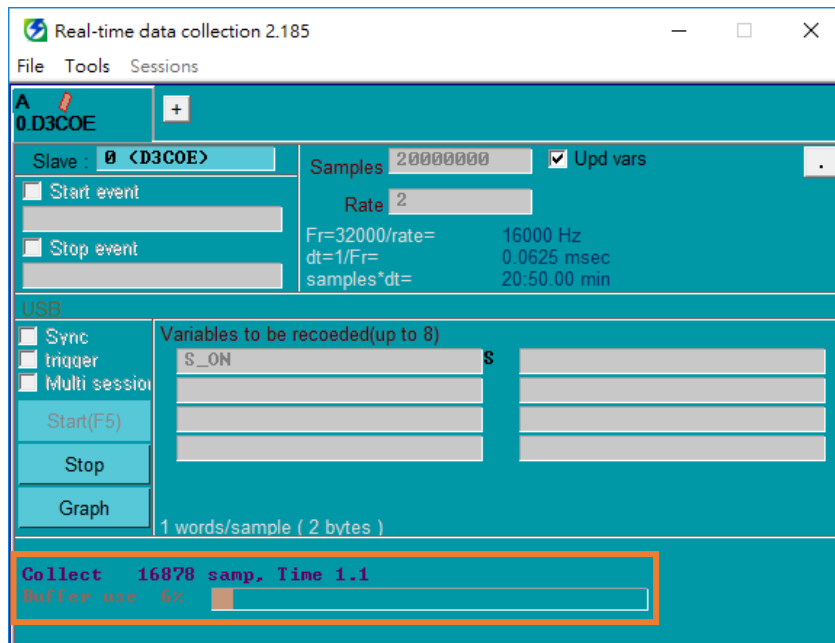 Real-time data collection 2.185
File Tools Sessions
A
0.D3COE
+
Slave : 0 (D3COE)
Start event
Stop event
Samples 20000000 Upd vars .
Rate 2
Fr=32000/rate= 16000 Hz
dt=1/Fr= 0.0625 msec
samples*dt= 20:50.00 min
USB
Sync
trigger
Multi session
Start(F5)
Stop
Graph
Variables to be recoeded(up to 8)
S_ON S
1 words/sample ( 2 bytes )
Collect 16878 samp, Time 1.1
Buffer use 6%